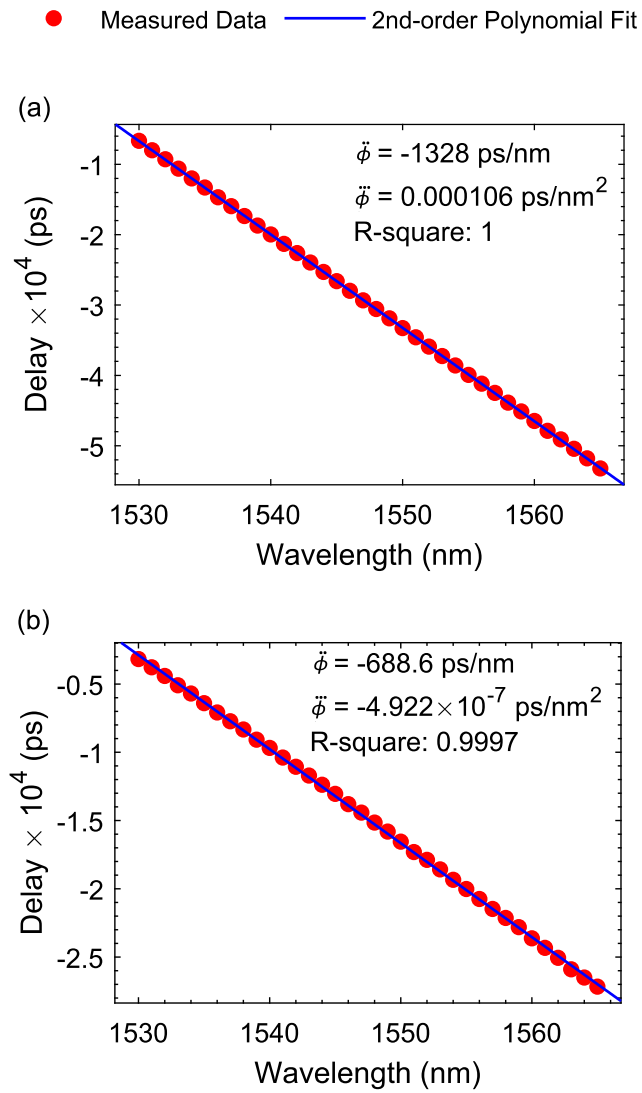 Measured Data 2nd-order Polynomial Fit
(a)
Delay ×10⁴ (ps)
-1
-2
-3
-4
-5
ϕ̈ = -1328 ps/nm
ϕ⃛ = 0.000106 ps/nm²
R-square: 1
1530 1540 1550 1560
Wavelength (nm)
(b)
Delay × 10⁴ (ps)
-0.5
-1
-1.5
-2
-2.5
ϕ̈ = -688.6 ps/nm
ϕ⃛ = -4.922×10⁻⁷ ps/nm²
R-square: 0.9997
1530 1540 1550 1560
Wavelength (nm)